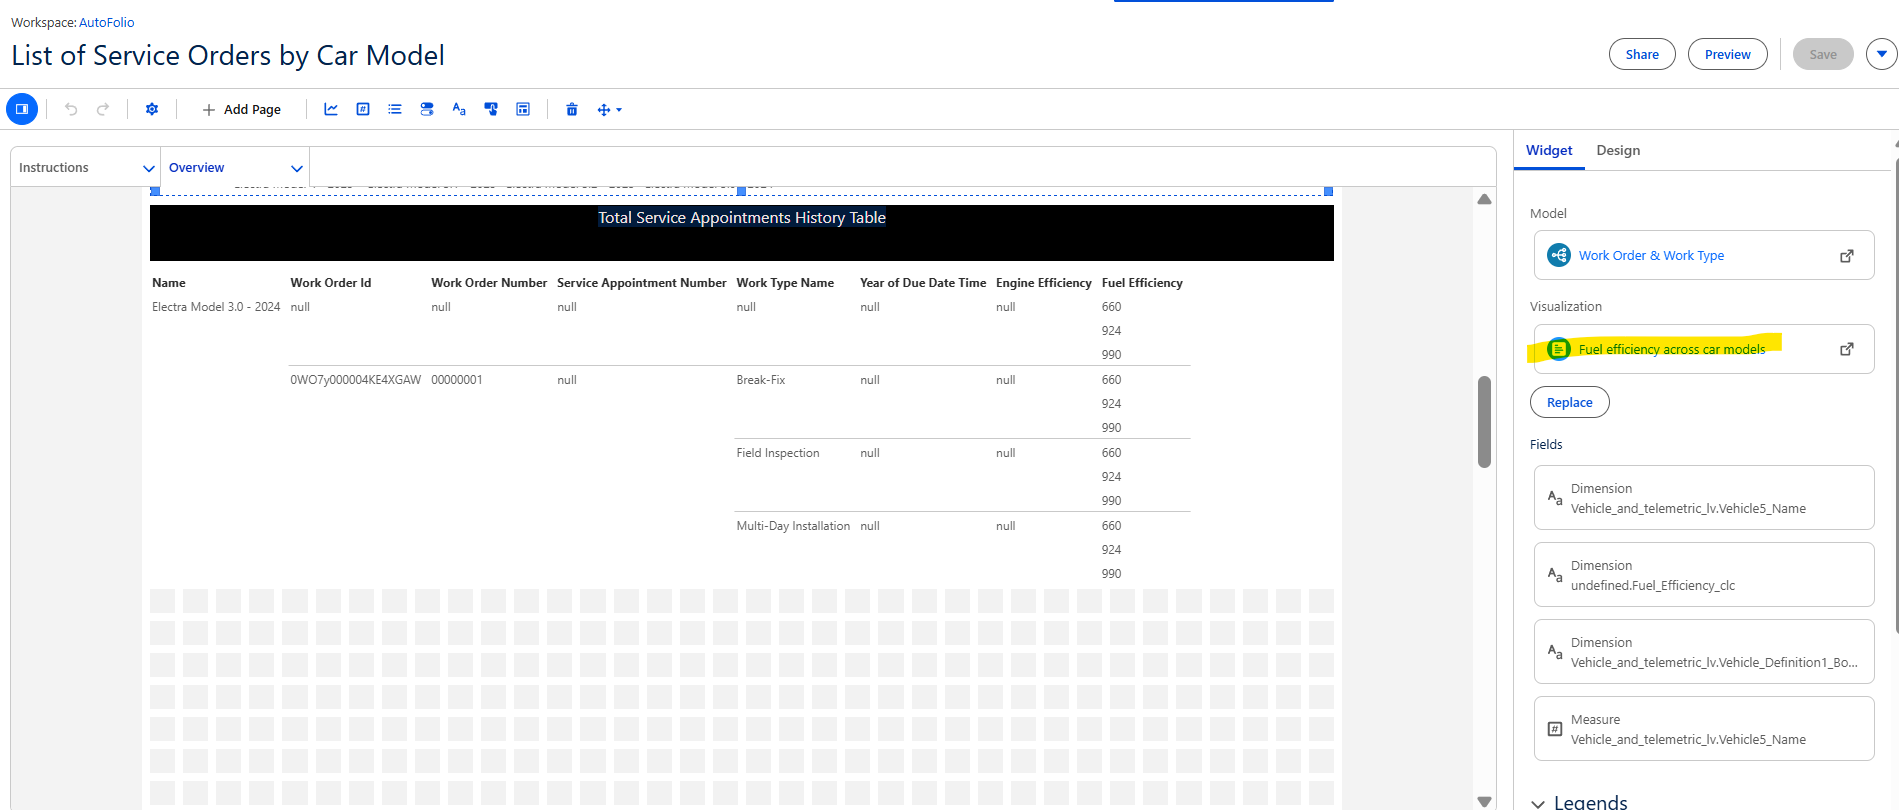 Workspace: AutoFolio
List of Service Orders by Car Model
Share
Preview
Save
Add Page
Instructions
Overview
Total Service Appointments History Table
Name Work Order Id Work Order Number Service Appointment Number Work Type Name Year of Due Date Time Engine Efficiency Fuel Efficiency
Electra Model 3.0 - 2024 null null null null null null 660
924
990
0WO7y000004KE4XGAW 00000001 null Break-Fix null null 660
924
990
Field Inspection null null 660
924
990
Multi-Day Installation null null 660
924
990
Widget Design
Model
Work Order & Work Type
Visualization
Fuel efficiency across car models
Replace
Fields
Dimension
Vehicle_and_telemetric_lv.Vehicle5_Name
Dimension
undefined.Fuel_Efficiency_clc
Dimension
Vehicle_and_telemetric_lv.Vehicle_Definition1_Bo...
Measure
Vehicle_and_telemetric_lv.Vehicle5_Name
Legends